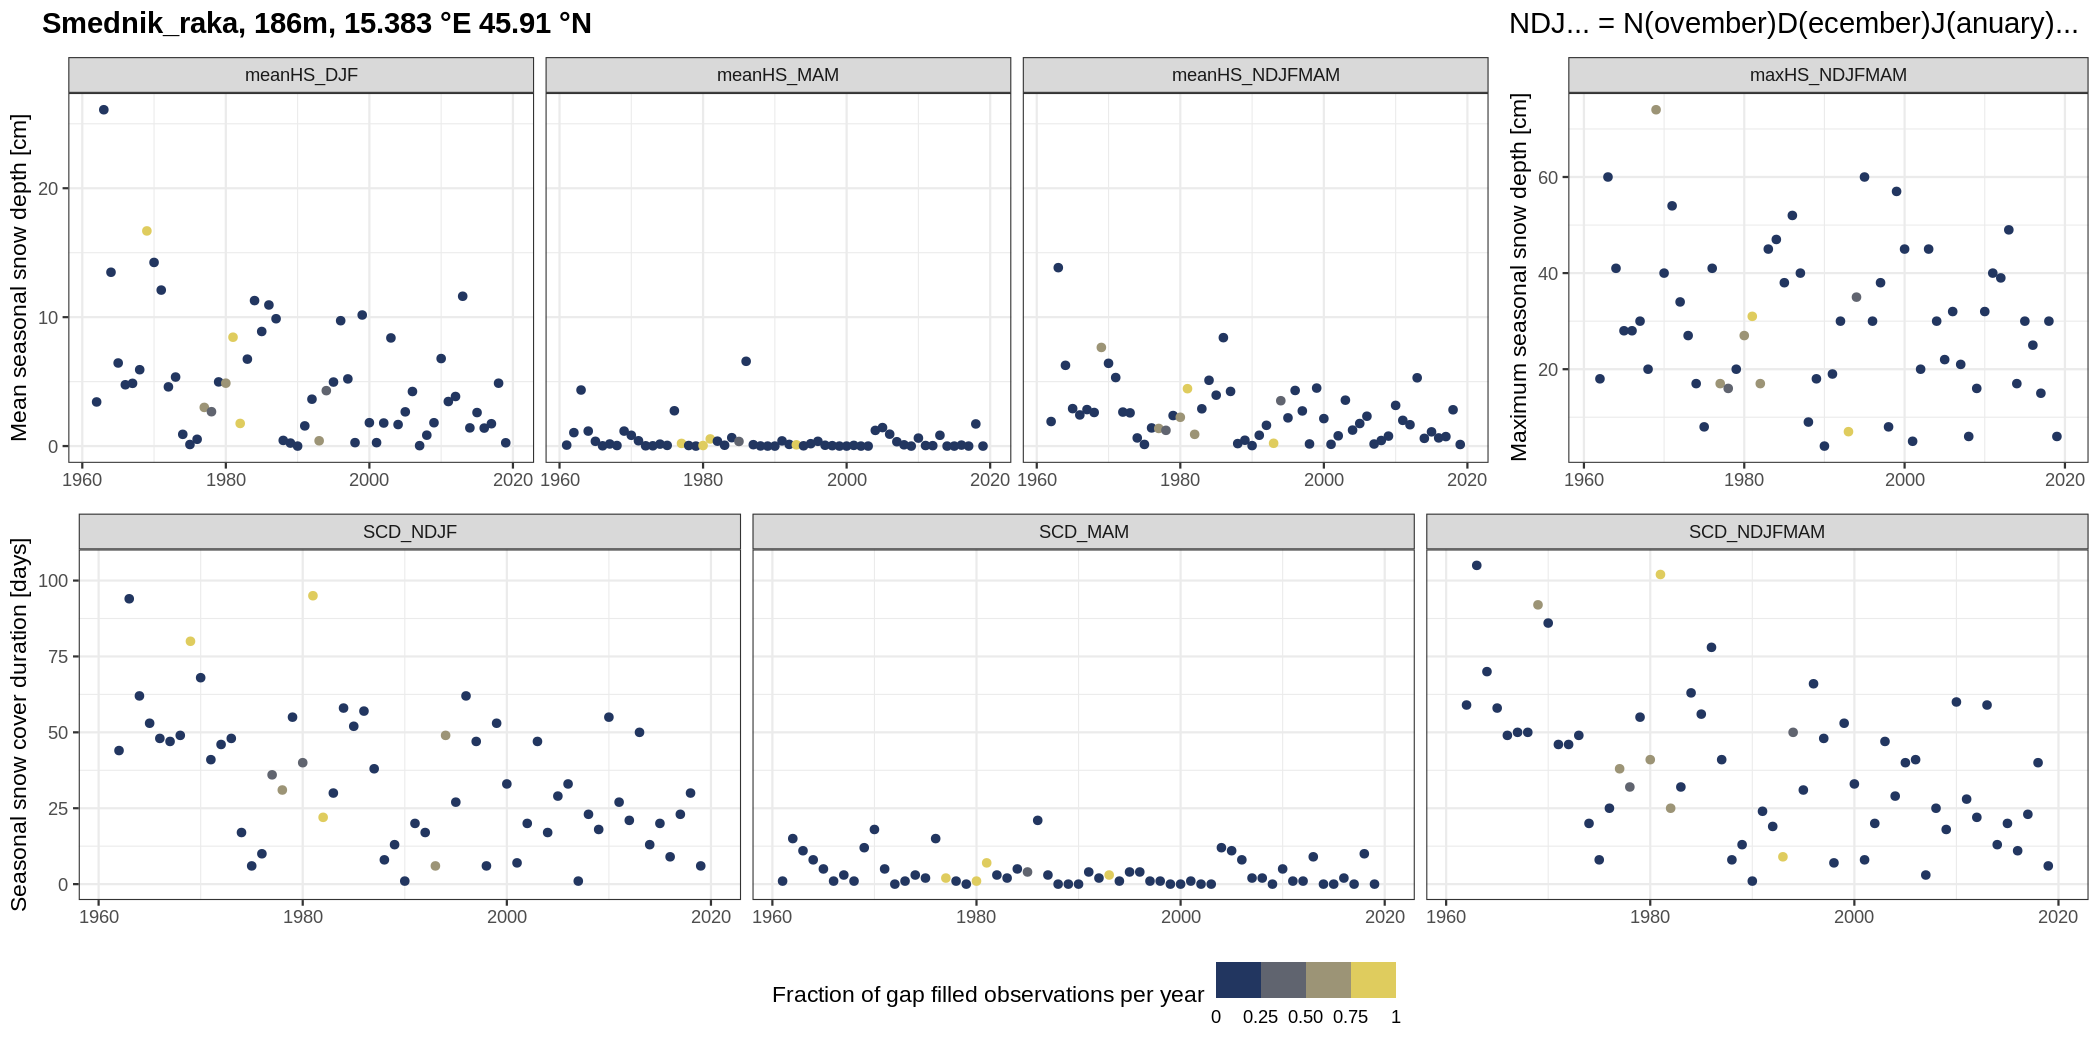 Smednik_raka, 186m, 15.383 °E 45.91 °N
NDJ... = N(ovember)D(ecember)J(anuary)...
meanHS_DJF
meanHS_MAM
meanHS_NDJFMAM
maxHS_NDJFMAM
Mean seasonal snow depth [cm]
20
10
0
1960 1980 2000 2020
1960 1980 2000 2020
1960 1980 2000 2020
Maximum seasonal snow depth [cm]
60
40
20
1960 1980 2000 2020
SCD_NDJF
SCD_MAM
SCD_NDJFMAM
Seasonal snow cover duration [days]
100
75
50
25
0
1960 1980 2000 2020
1960 1980 2000 2020
1960 1980 2000 2020
Fraction of gap filled observations per year
0 0.25 0.50 0.75 1